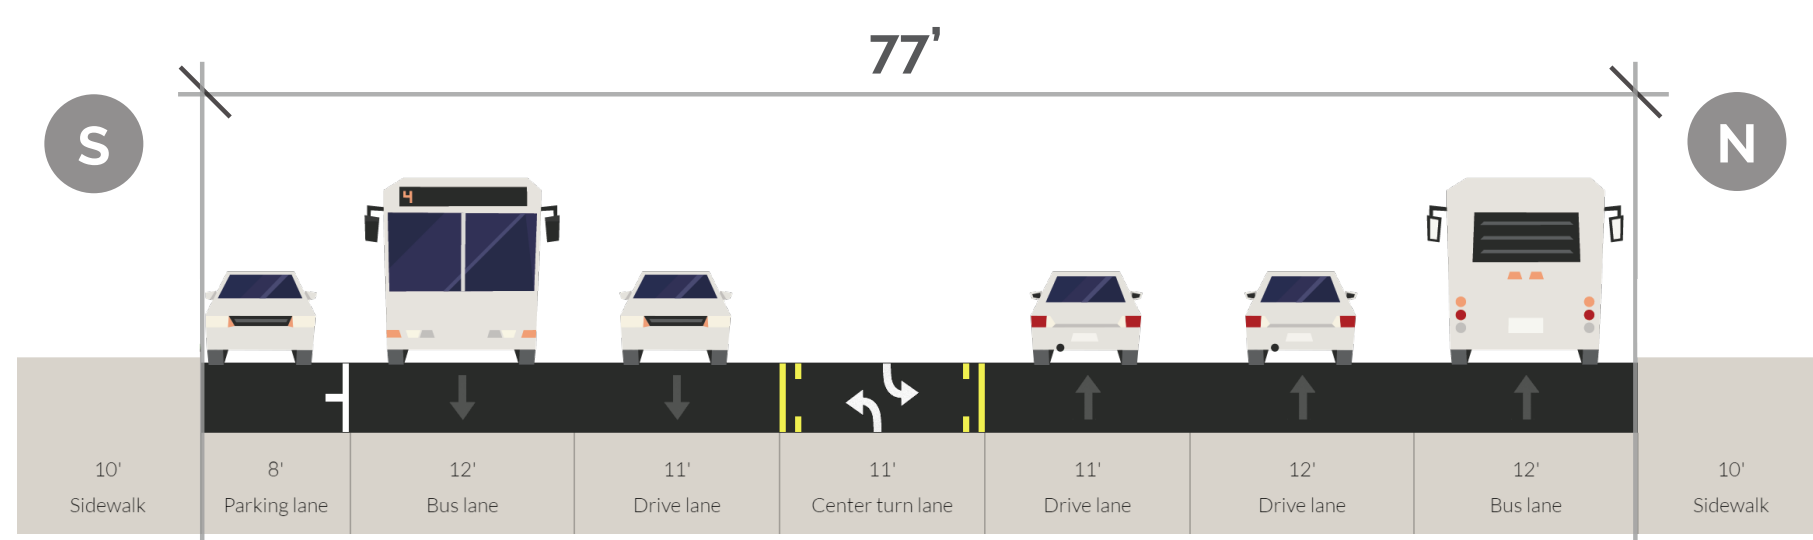 77’
S
N
4
10'
Sidewalk
8'
Parking lane
12'
Bus lane
11'
Drive lane
11'
Center turn lane
11'
Drive lane
12'
Drive lane
12'
Bus lane
10'
Sidewalk